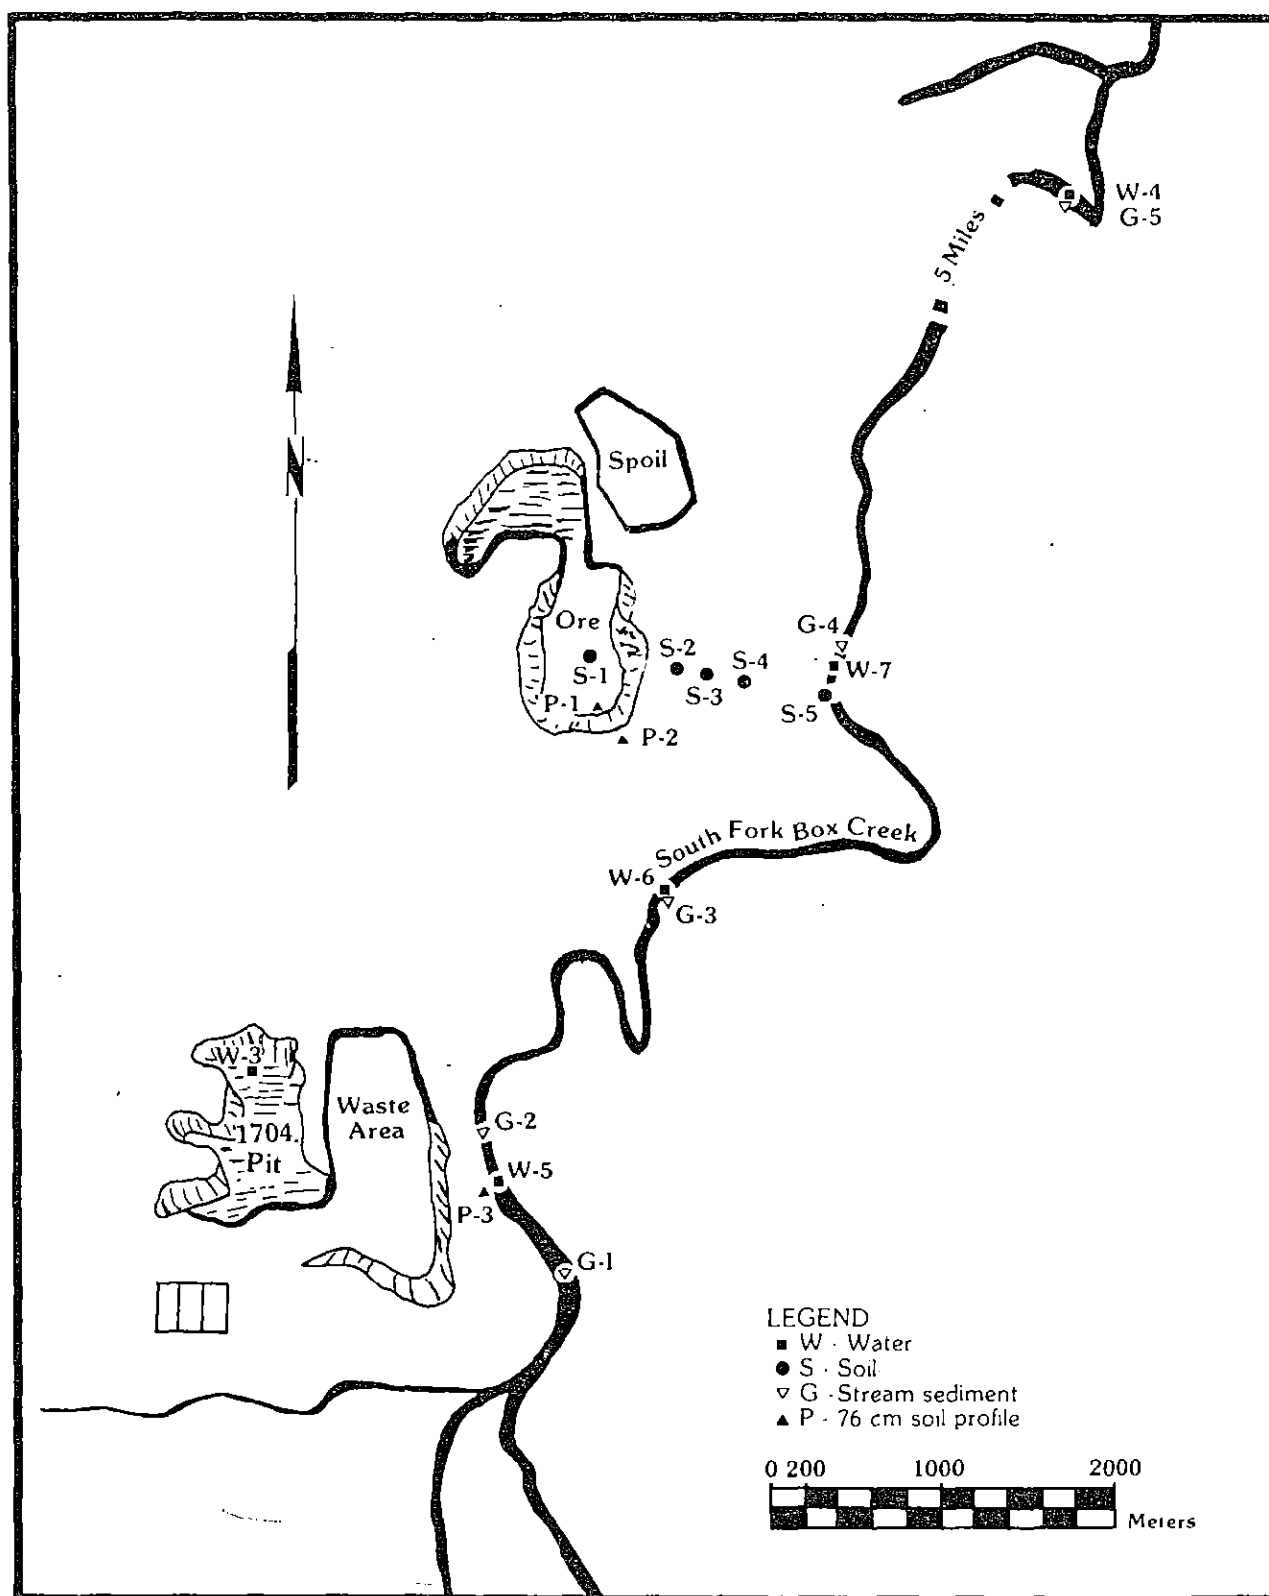 W-4
G-5
5 Miles
N
Spoil
Ore
S-1
S-2
S-3
S-4
G-4
W-7
S-5
P-1
P-2
South Fork Box Creek
W-6
G-3
W-3
1704
Pit
Waste
Area
G-2
W-5
P-3
G-1
LEGEND
W - Water
S - Soil
G - Stream sediment
P - 76 cm soil profile
0 200 1000 2000
Meters